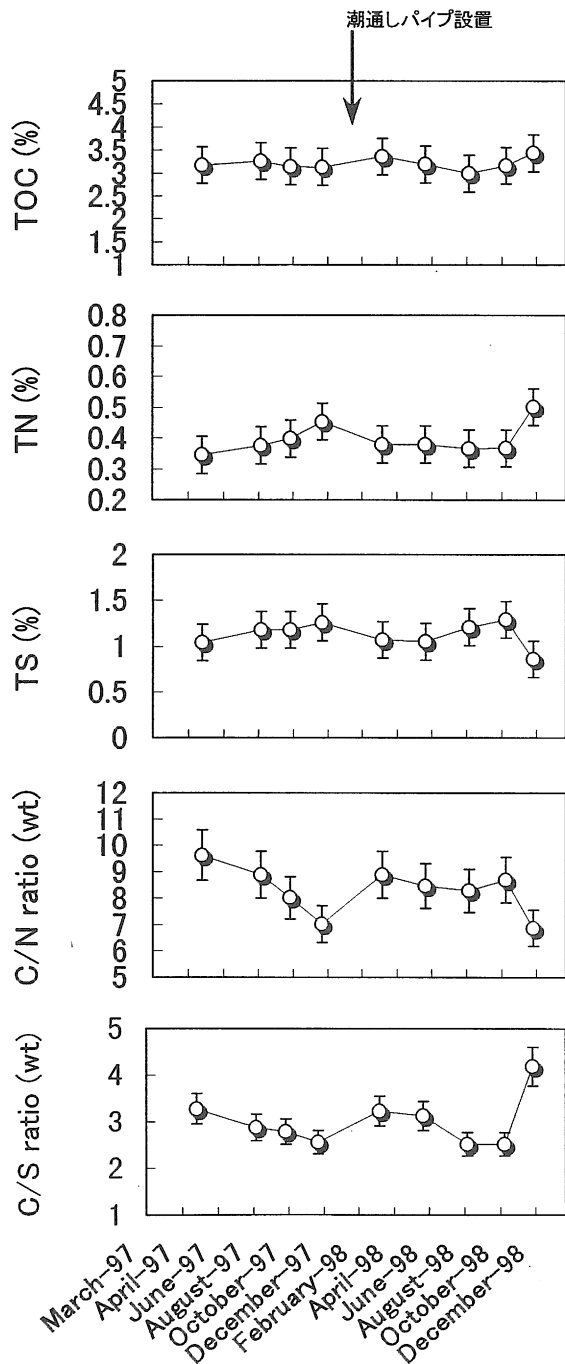 潮通しパイプ設置
TOC (%)
5
4.5
4
3.5
3
2.5
2
1.5
1
TN (%)
0.8
0.7
0.6
0.5
0.4
0.3
0.2
TS (%)
2
1.5
1
0.5
0
C/N ratio (wt)
12
11
10
9
8
7
6
5
C/S ratio (wt)
5
4
3
2
1
March-97
April-97
June-97
August-97
October-97
December-97
February-98
April-98
June-98
August-98
October-98
December-98